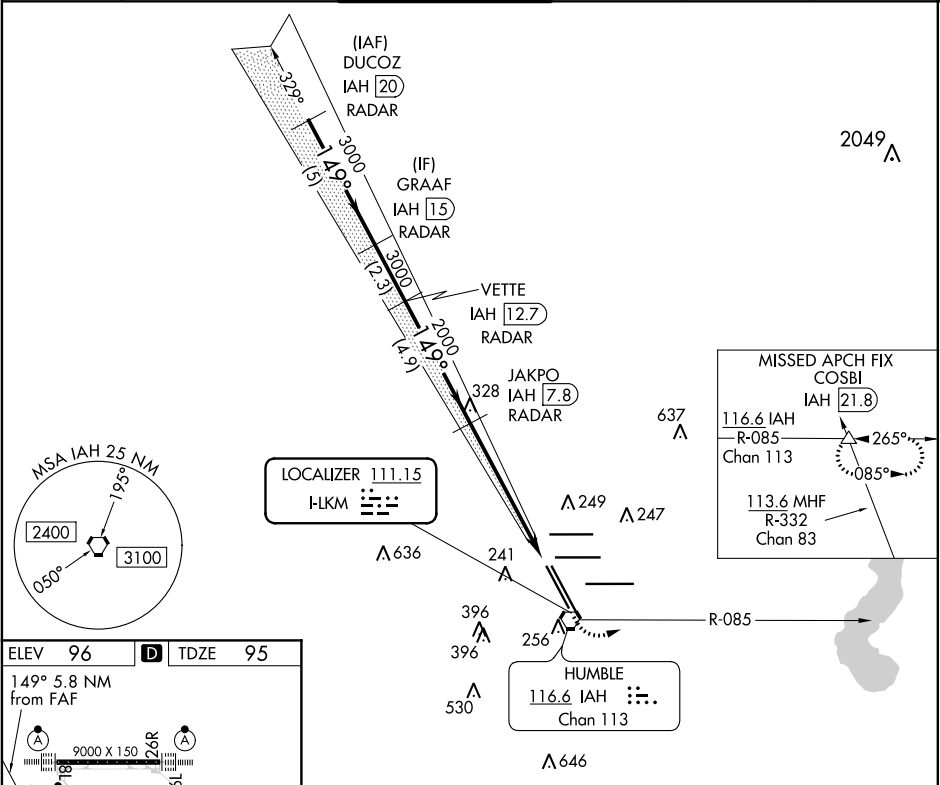 (IAF)
DUCOZ
IAH 20
RADAR
329°
3000
149°
(5)
2049
(IF)
GRAAF
IAH 15
RADAR
3000
(2.3)
VETTE
IAH 12.7
RADAR
2000
149°
(4.9)
JAKPO
IAH 7.8
RADAR
328
637
MISSED APCH FIX
COSBI
IAH 21.8
116.6 IAH
R-085
Chan 113
265°
085°
113.6 MHF
R-332
Chan 83
MSA IAH 25 NM
195°
2400
3100
050°
LOCALIZER 111.15
I-LKM
249
247
636
241
396
396
256
R-085
530
HUMBLE
116.6 IAH
Chan 113
646
ELEV 96 D TDZE 95
149° 5.8 NM
from FAF
A
A
9000 X 150
26R